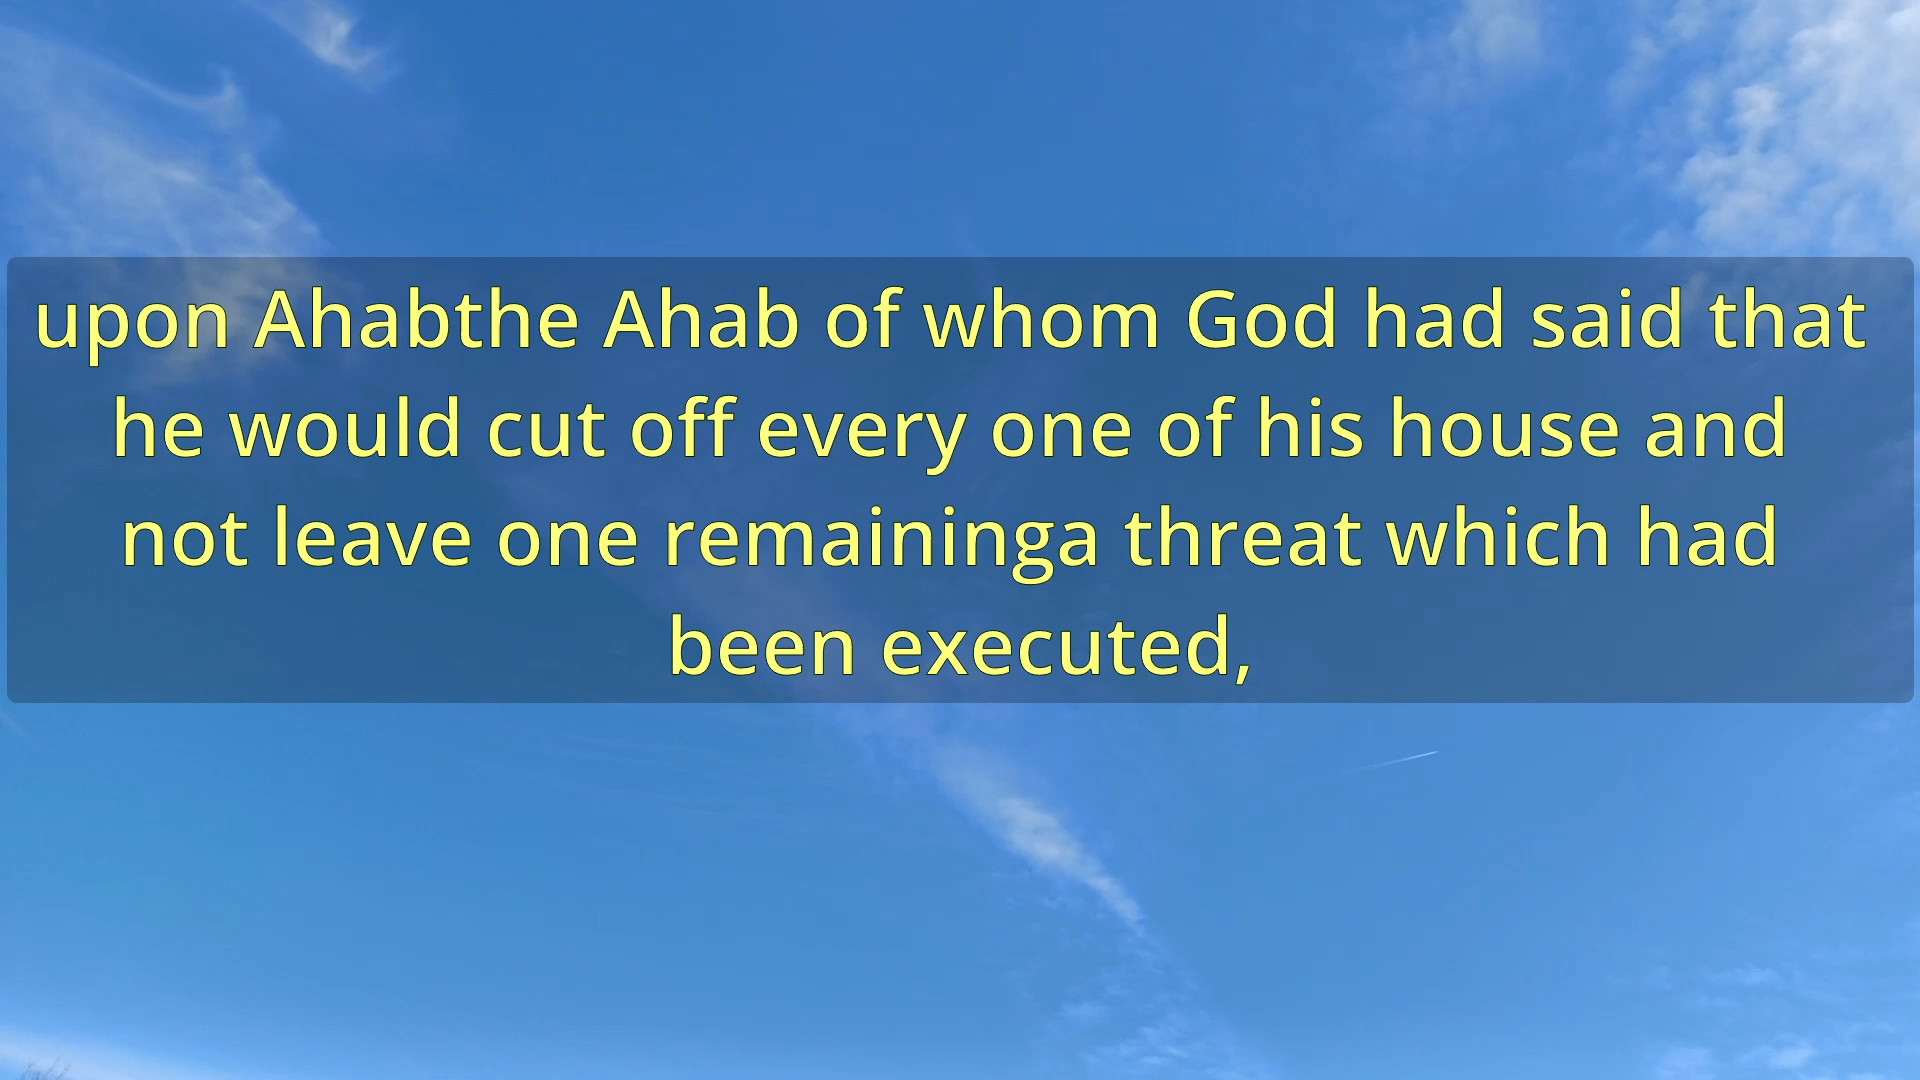 upon Ahabthe Ahab of whom God had said that
he would cut off every one of his house and
not leave one remaininga threat which had
been executed,